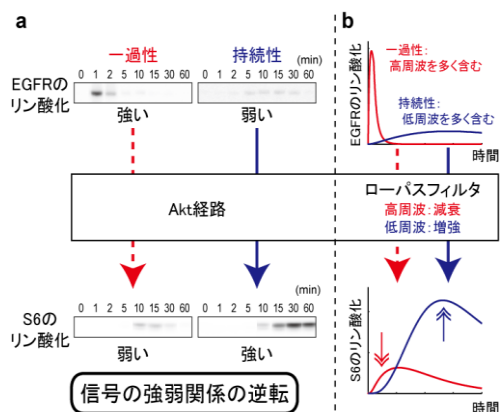 a
一過性
持続性
(min)
EGFRの
リン酸化
0 1 2 5 10 15 30 60
0 1 2 5 10 15 30 60
強い
弱い
Akt経路
0 1 2 5 10 15 30 60
0 1 2 5 10 15 30 60
(min)
S6の
リン酸化
弱い
強い
信号の強弱関係の逆転
b
EGFRのリン酸化
一過性:
高周波を多く含む
持続性:
低周波を多く含む
時間
ローパスフィルタ
高周波:減衰
低周波:増強
S6のリン酸化
時間